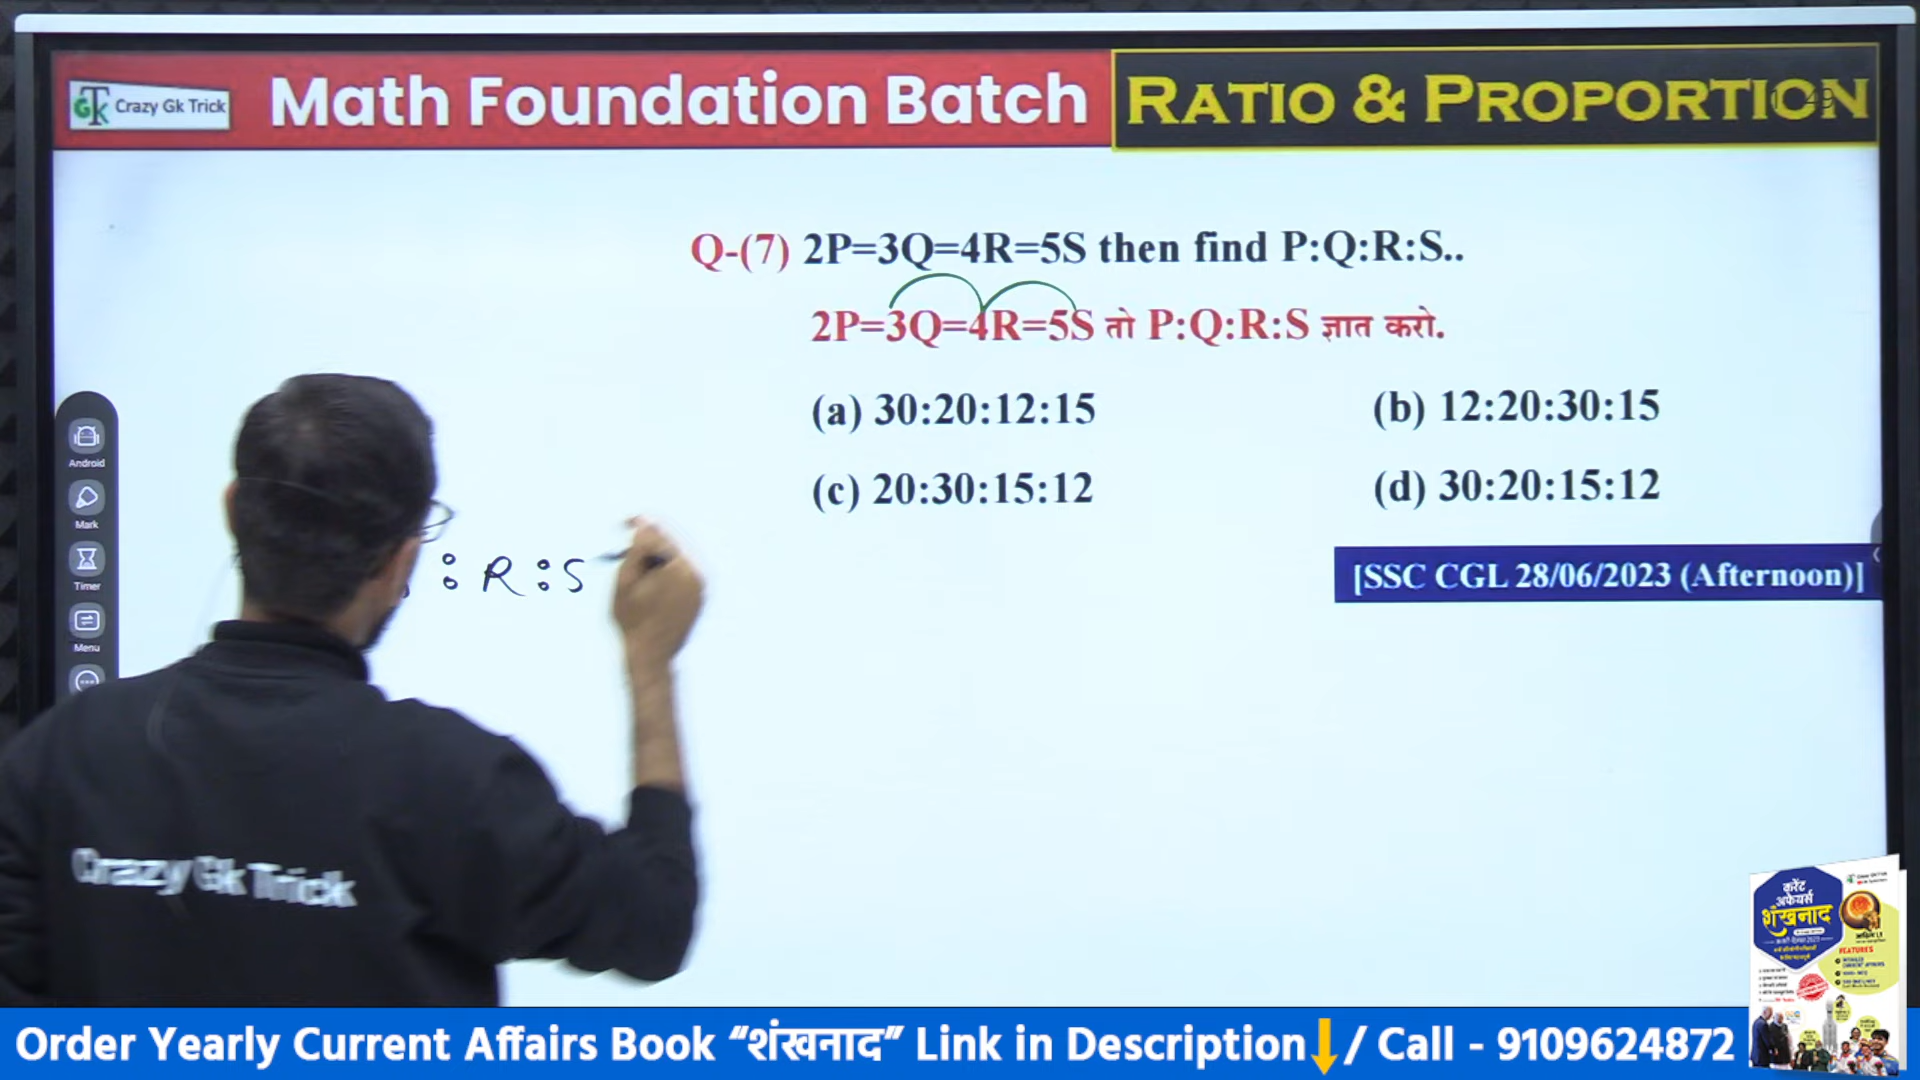 Crazy Gk Trick Math Foundation Batch RATIO & PROPORTION
Q-(7) 2P=3Q=4R=5S then find P:Q:R:S..
2P=3Q=4R=5S तो P:Q:R:S ज्ञात करो.
(a) 30:20:12:15 (b) 12:20:30:15
(c) 20:30:15:12 (d) 30:20:15:12
[SSC CGL 28/06/2023 (Afternoon)]
: R : S
Android
Mark
Timer
Menu
Crazy Gk Trick
करेंट
अफेयर्स
शंखनाद
FEATURES
Order Yearly Current Affairs Book “शंखनाद” Link in Description / Call - 9109624872